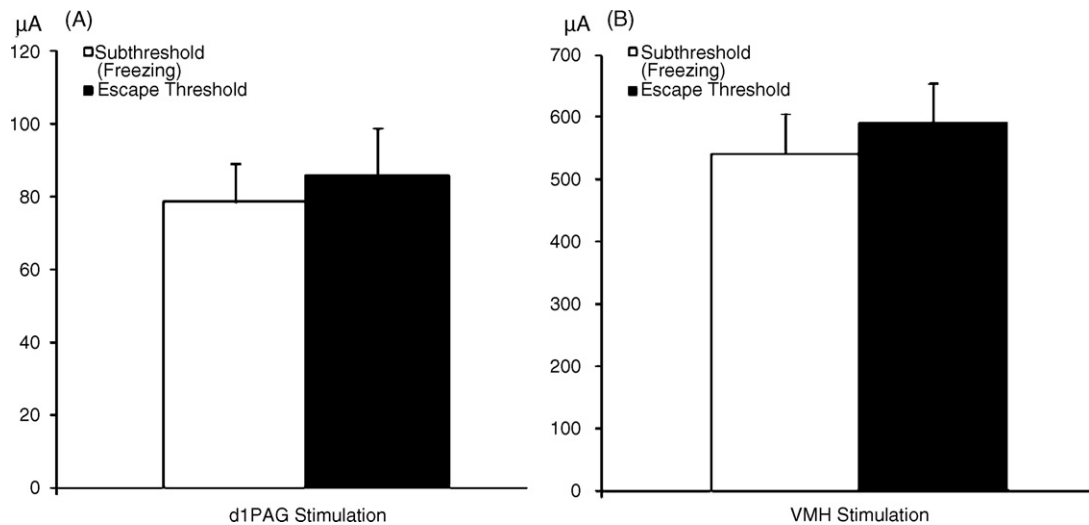 µA (A)
120
Subthreshold
(Freezing)
Escape Threshold
100
80
60
40
20
0
d1PAG Stimulation
µA (B)
700
Subthreshold
(Freezing)
Escape Threshold
600
500
400
300
200
100
0
VMH Stimulation